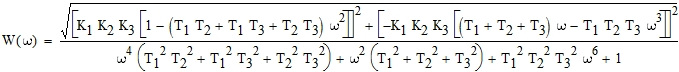 W(ω) = √([K₁ K₂ K₃ [1 − (T₁ T₂ + T₁ T₃ + T₂ T₃) ω²]]² + [−K₁ K₂ K₃ [(T₁ + T₂ + T₃) ω − T₁ T₂ T₃ ω³]]²) / (ω⁴ (T₁² T₂² + T₁² T₃² + T₂² T₃²) + ω² (T₁² + T₂² + T₃²) + T₁² T₂² T₃² ω⁶ + 1)